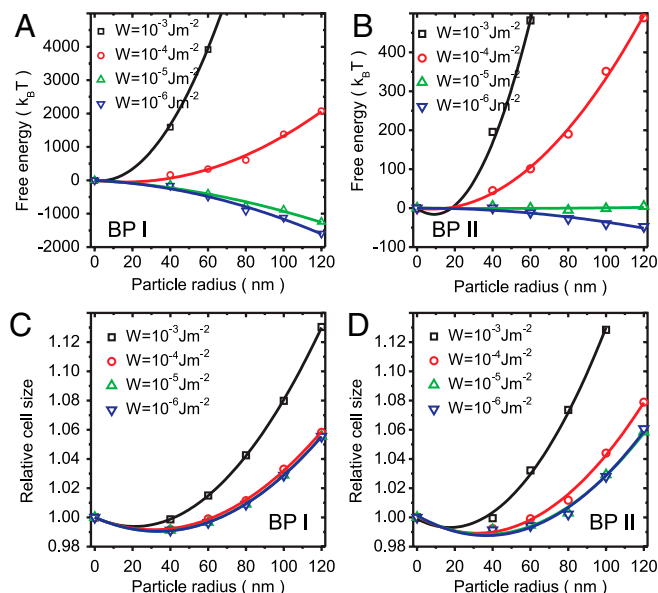 A
W=10⁻³Jm⁻²
W=10⁻⁴Jm⁻²
W=10⁻⁵Jm⁻²
W=10⁻⁶Jm⁻²
BP I
Free energy ( k_BT )
5000
4000
3000
2000
1000
0
-1000
-2000
0 20 40 60 80 100 120
Particle radius ( nm )
B
W=10⁻³Jm⁻²
W=10⁻⁴Jm⁻²
W=10⁻⁵Jm⁻²
W=10⁻⁶Jm⁻²
BP II
Free energy ( k_BT )
500
400
300
200
100
0
-100
0 20 40 60 80 100 120
Particle radius ( nm )
C
W=10⁻³Jm⁻²
W=10⁻⁴Jm⁻²
W=10⁻⁵Jm⁻²
W=10⁻⁶Jm⁻²
BP I
Relative cell size
1.12
1.10
1.08
1.06
1.04
1.02
1.00
0.98
0 20 40 60 80 100 120
Particle radius ( nm )
D
W=10⁻³Jm⁻²
W=10⁻⁴Jm⁻²
W=10⁻⁵Jm⁻²
W=10⁻⁶Jm⁻²
BP II
Relative cell size
1.12
1.10
1.08
1.06
1.04
1.02
1.00
0.98
0 20 40 60 80 100 120
Particle radius ( nm )